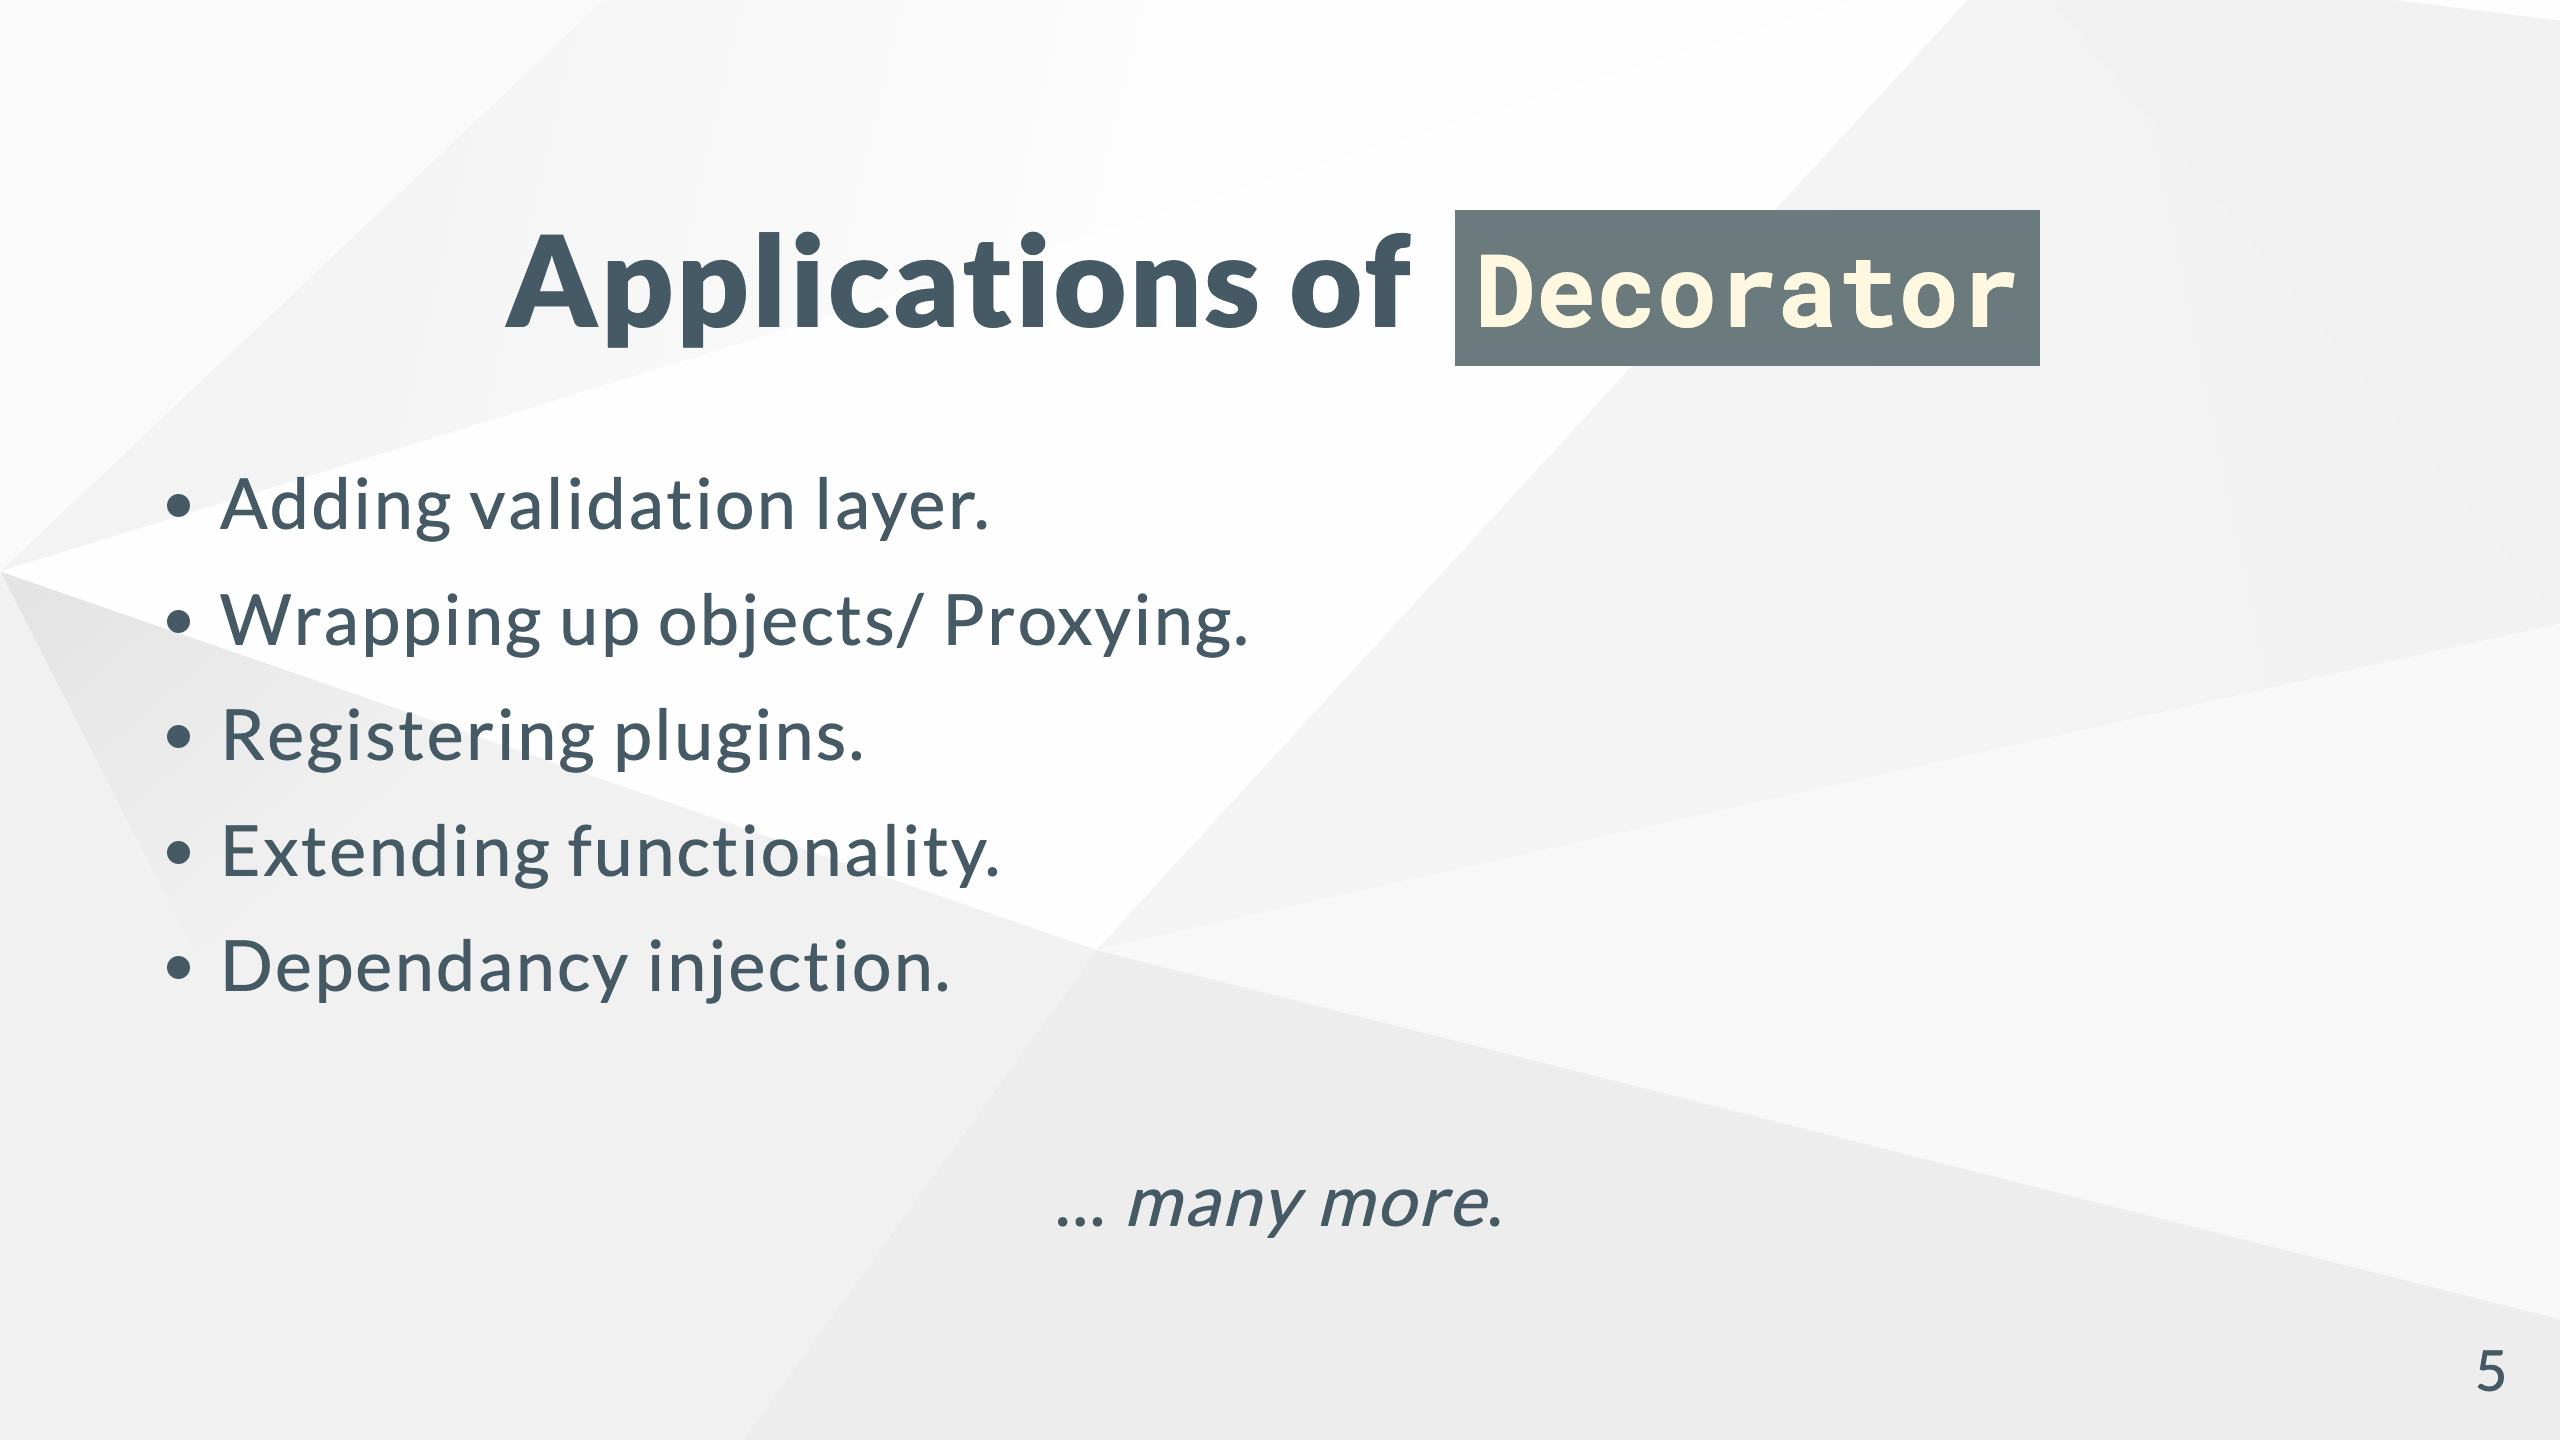 Applications of Decorator
• Adding validation layer.
• Wrapping up objects/ Proxying.
• Registering plugins.
• Extending functionality.
• Dependancy injection.
... many more.
5